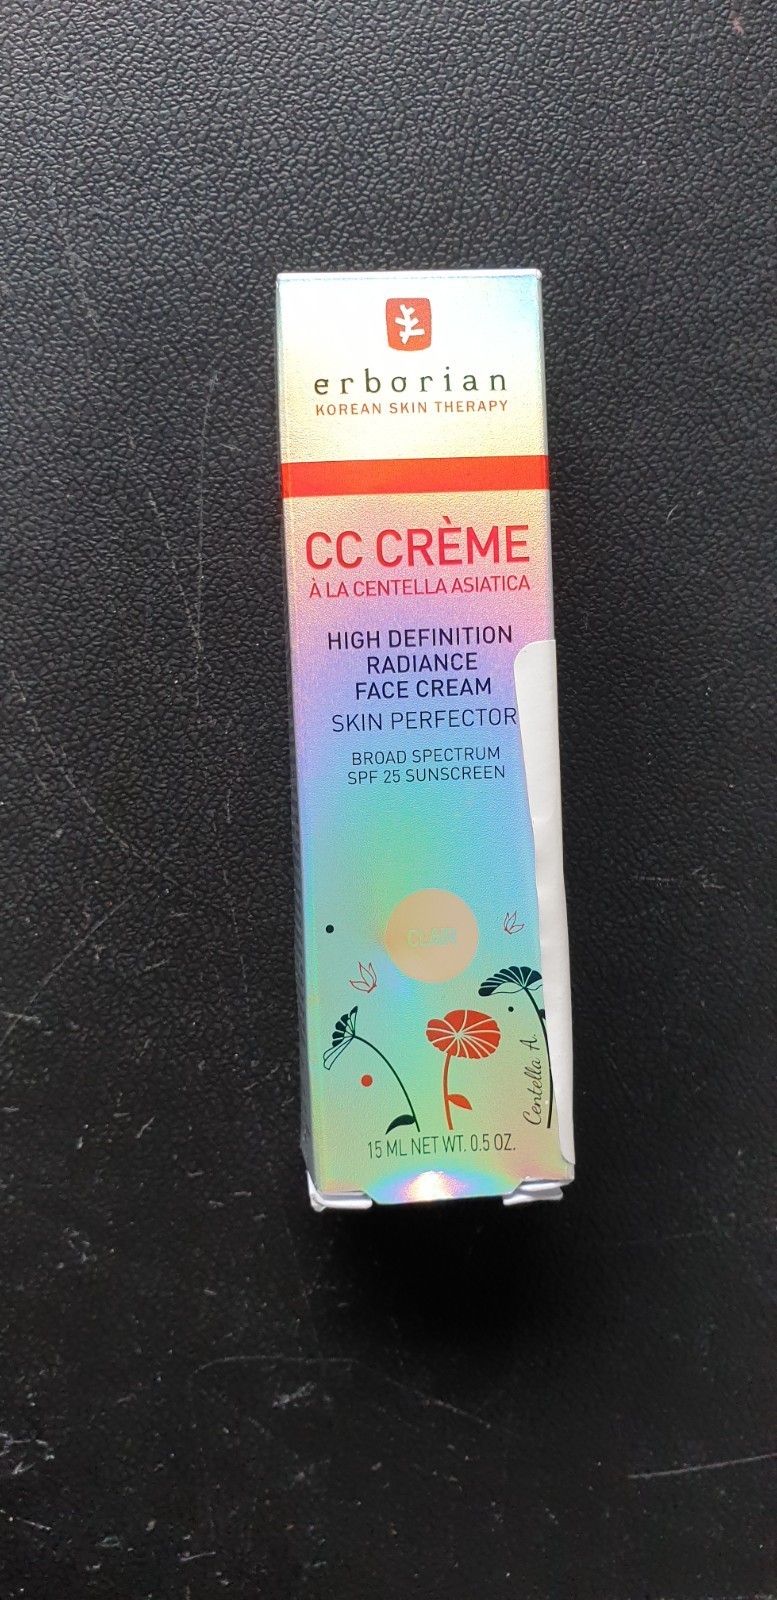 erborian
KOREAN SKIN THERAPY
CC CRÈME
À LA CENTELLA ASIATICA
HIGH DEFINITION
RADIANCE
FACE CREAM
SKIN PERFECTOR
BROAD SPECTRUM
SPF 25 SUNSCREEN
CLAIR
Centella A.
15 ML NET WT. 0.5 OZ.